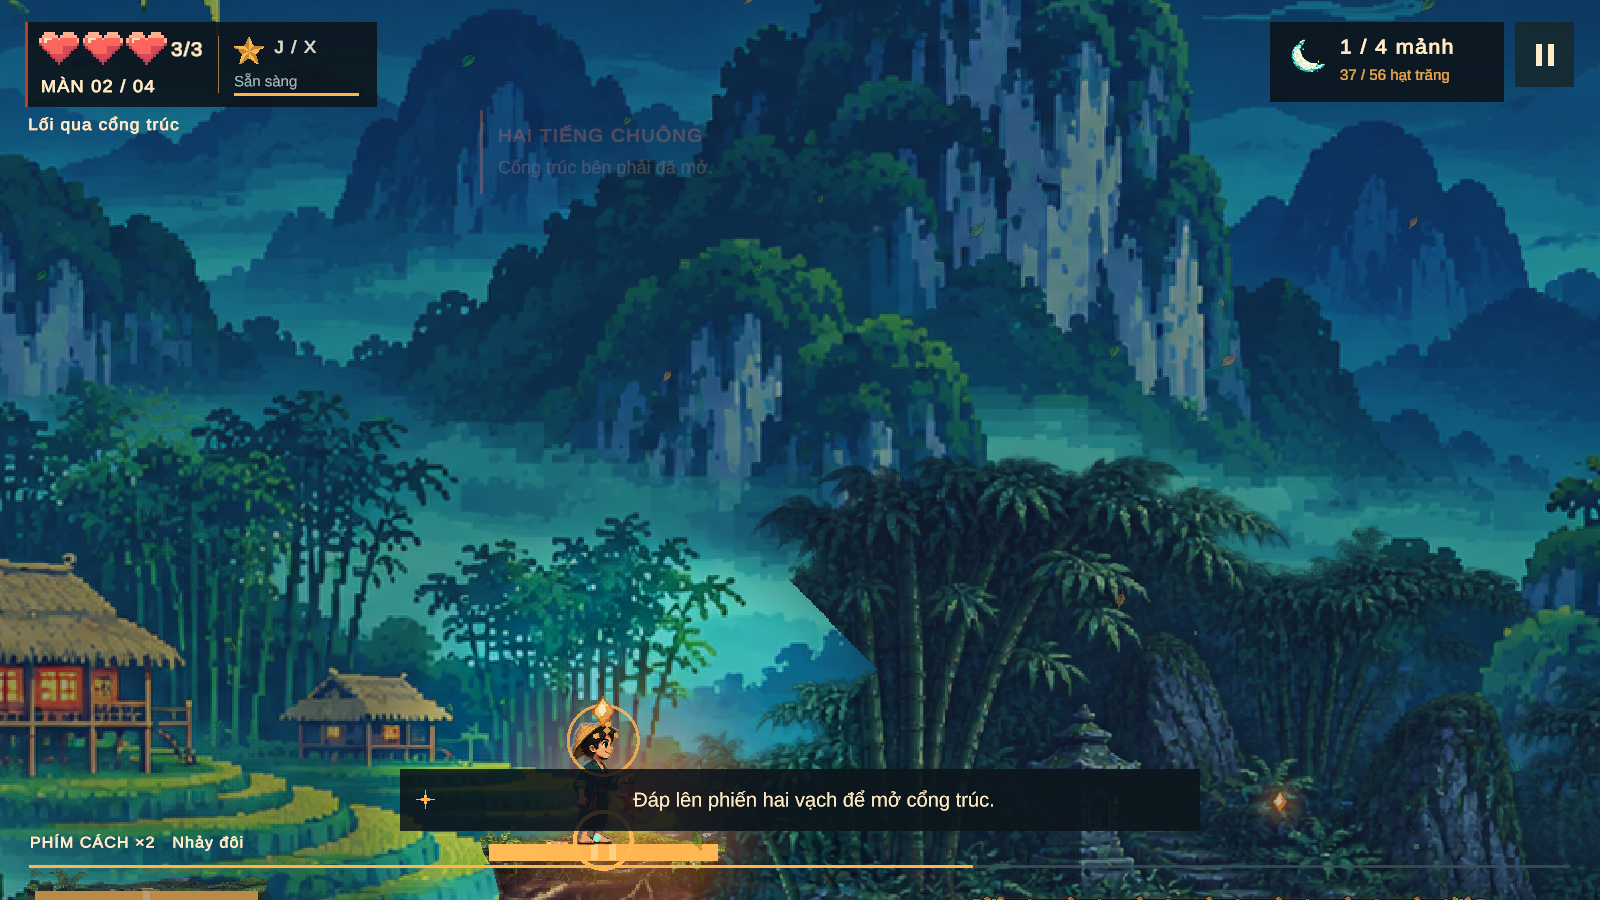 3/3
J / X
MÀN 02 / 04
Sẵn sàng
Lối qua cổng trúc
1 / 4 mảnh
37 / 56 hạt trăng
HAI TIẾNG CHUÔNG
Cổng trúc bên phải đã mở.
Đáp lên phiến hai vạch để mở cổng trúc.
PHÍM CÁCH ×2 Nhảy đôi